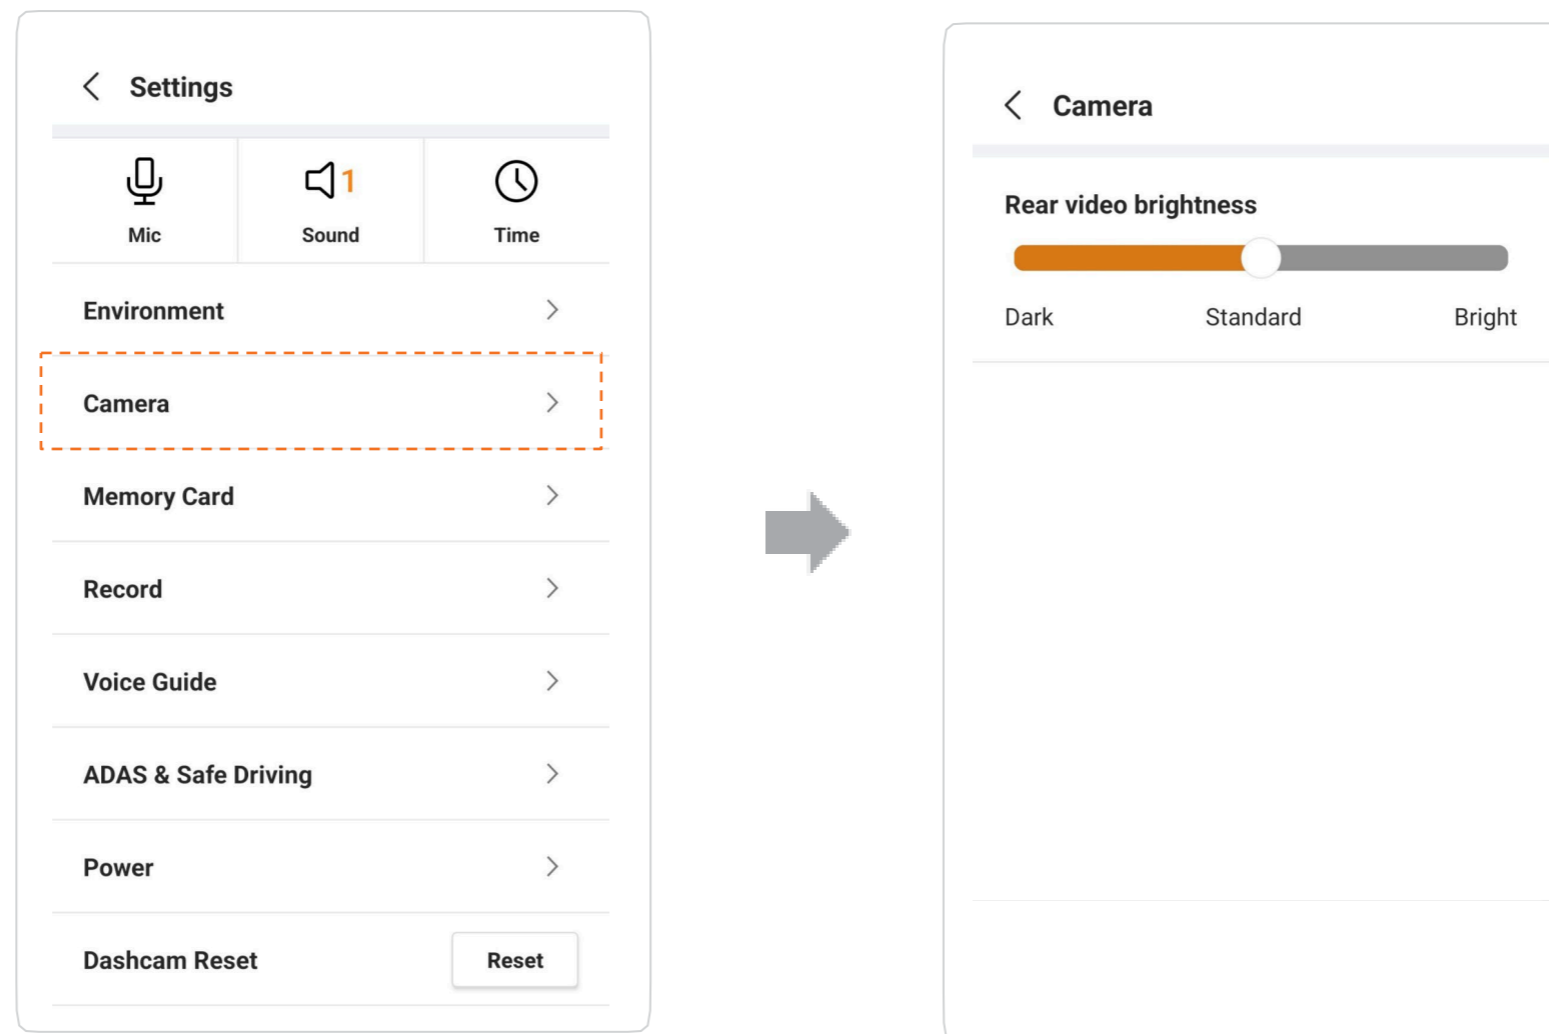 Settings
1
Mic Sound Time
Environment
Camera
Memory Card
Record
Voice Guide
ADAS & Safe Driving
Power
Dashcam Reset Reset
Camera
Rear video brightness
Dark Standard Bright